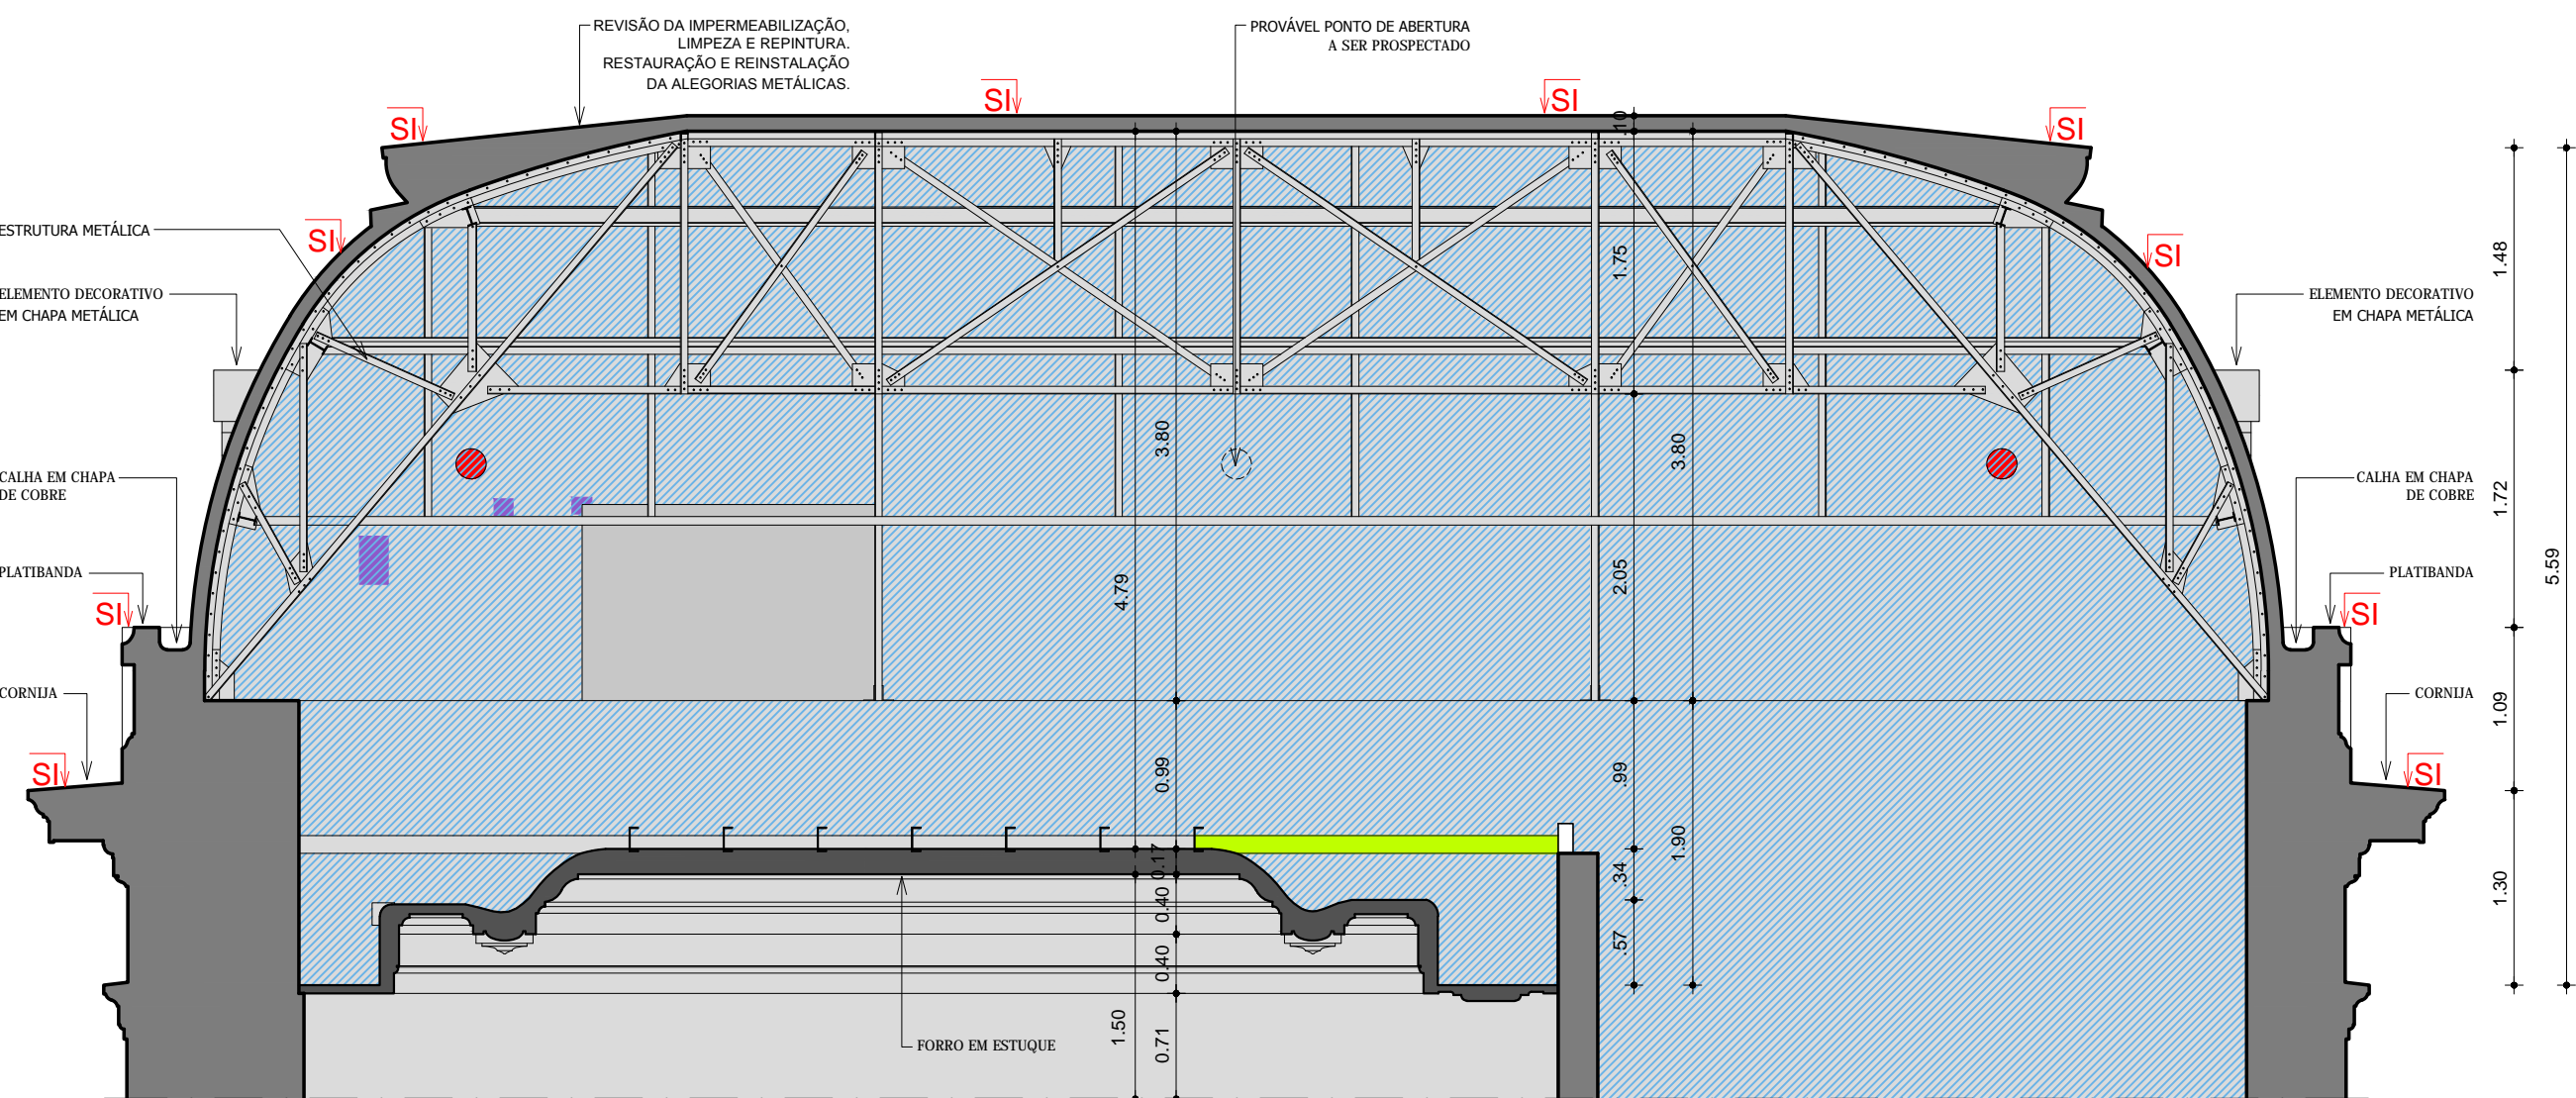 REVISÃO DA IMPERMEABILIZAÇÃO,
LIMPEZA E REPINTURA.
RESTAURAÇÃO E REINSTALAÇÃO
DA ALEGORIAS METÁLICAS.
PROVÁVEL PONTO DE ABERTURA
A SER PROSPECTADO
SI
SI
SI
SI
SI
SI
SI
SI
SI
SI
ESTRUTURA METÁLICA
ELEMENTO DECORATIVO
EM CHAPA METÁLICA
CALHA EM CHAPA
DE COBRE
PLATIBANDA
CORNIJA
ELEMENTO DECORATIVO
EM CHAPA METÁLICA
CALHA EM CHAPA
DE COBRE
PLATIBANDA
CORNIJA
FORRO EM ESTUQUE
4.79
1.50
3.80
0.99
0.17
0.40
0.40
0.71
.10
1.75
2.05
.99
.34
.57
3.80
1.90
1.48
1.72
1.09
1.30
5.59